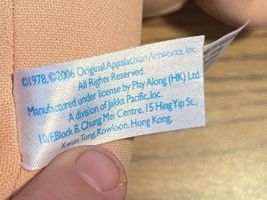 ©1978, ©2006 Original Appalachian Artworks, Inc.
All Rights Reserved.
Manufactured under license by Play Along (HK) Ltd.
A division of Jakks Pacific, Inc.
10/F, Block B, Chung Mei Centre, 15 Hing Yip St.,
Kwun Tong, Kowloon, Hong Kong.